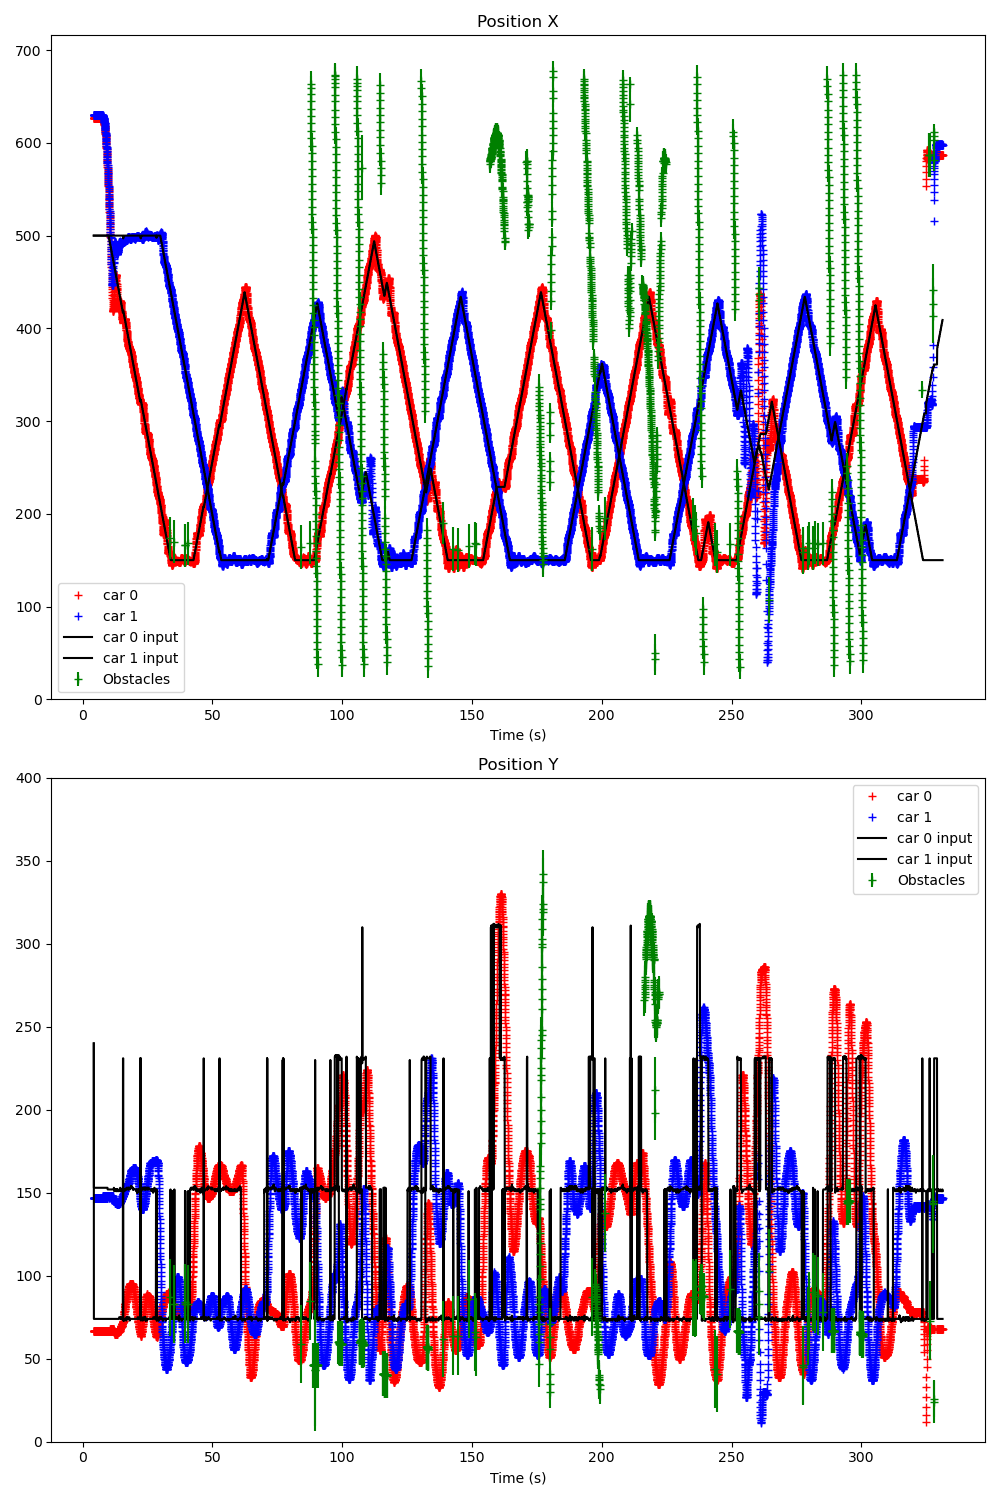 Position X
700
600
500
400
300
200
100
0
car 0
car 1
car 0 input
car 1 input
Obstacles
0 50 100 150 200 250 300
Time (s)
Position Y
400
350
300
250
200
150
100
50
0
car 0
car 1
car 0 input
car 1 input
Obstacles
0 50 100 150 200 250 300
Time (s)